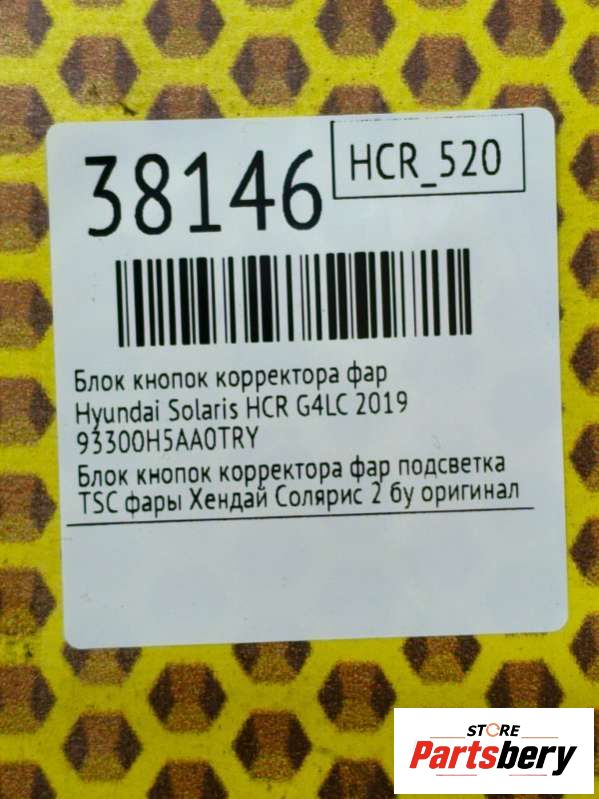 38146
HCR_520
Блок кнопок корректора фар
Hyundai Solaris HCR G4LC 2019
93300H5AA0TRY
Блок кнопок корректора фар подсветка
TSC фары Хендай Солярис 2 бу оригинал
STORE
Partsbery